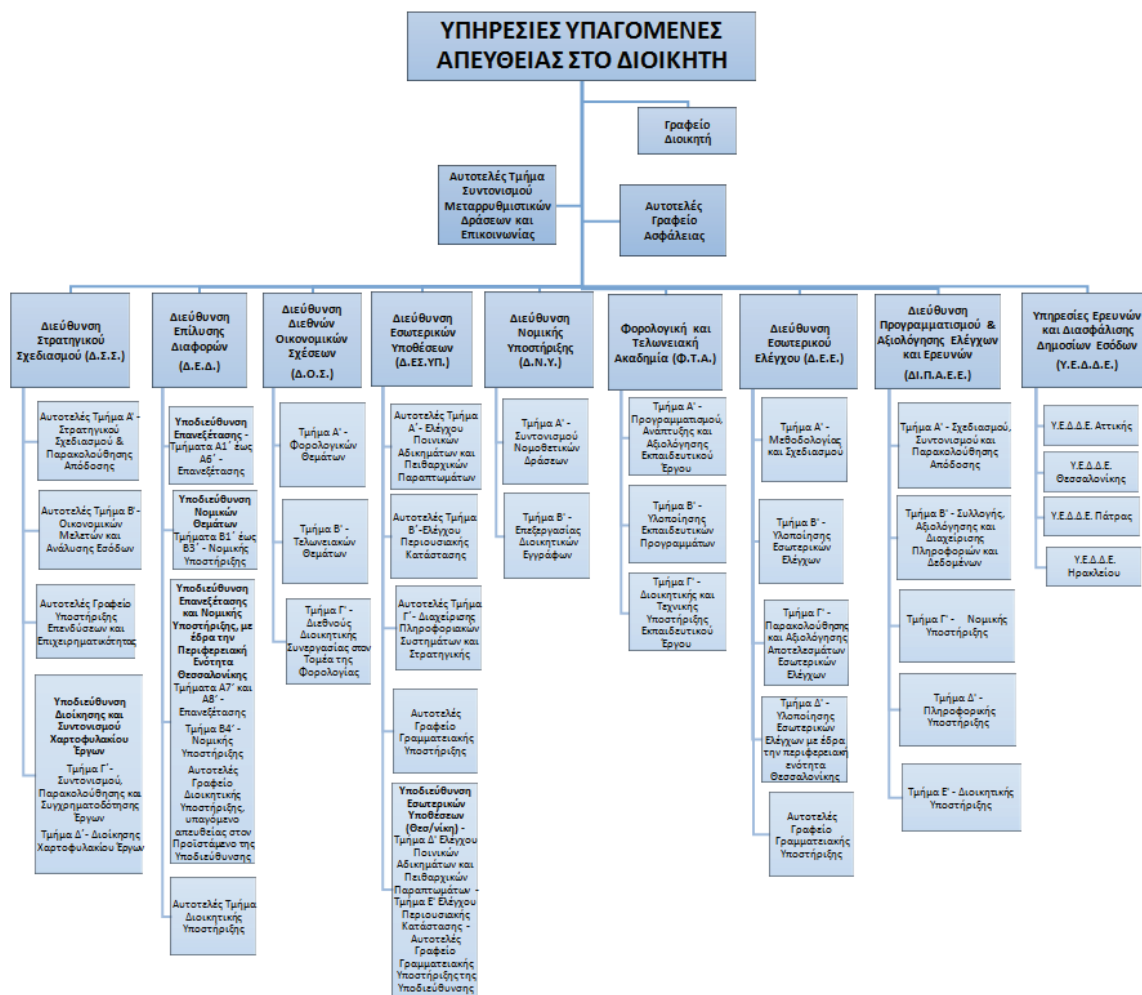 ΥΠΗΡΕΣΙΕΣ ΥΠΑΓΟΜΕΝΕΣ
ΑΠΕΥΘΕΙΑΣ ΣΤΟ ΔΙΟΙΚΗΤΗ
Γραφείο
Διοικητή
Αυτοτελές Τμήμα
Συντονισμού
Μεταρρυθμιστικών
Δράσεων και
Επικοινωνίας
Αυτοτελές
Γραφείο
Ασφάλειας
Διεύθυνση
Στρατηγικού
Σχεδιασμού (Δ.Σ.Σ.)
Αυτοτελές Τμήμα Α' -
Στρατηγικού
Σχεδιασμού &
Παρακολούθησης
Απόδοσης
Αυτοτελές Τμήμα Β'-
Οικονομικών
Μελετών και
Ανάλυσης Εσόδων
Αυτοτελές Γραφείο
Υποστήριξης
Επενδύσεων και
Επιχειρηματικότητας
Υποδιεύθυνση
Διοίκησης και
Συντονισμού
Χαρτοφυλακίου
Έργων
Τμήμα Γ΄ -
Συντονισμού,
Παρακολούθησης και
Συγχρηματοδότησης
Έργων
Τμήμα Δ΄ - Διοίκησης
Χαρτοφυλακίου Έργων
Διεύθυνση
Επίλυσης
Διαφορών
(Δ.Ε.Δ.)
Υποδιεύθυνση
Επανεξέτασης -
Τμήματα Α1΄ έως
Α6΄ -
Επανεξέτασης
Υποδιεύθυνση
Νομικών
Θεμάτων
Τμήματα Β1΄ έως
Β3΄ - Νομικής
Υποστήριξης
Υποδιεύθυνση
Επανεξέτασης
και Νομικής
Υποστήριξης, με
έδρα την
Περιφερειακή
Ενότητα
Θεσσαλονίκης
Τμήματα Α7΄ και
Α8΄ -
Επανεξέτασης
Τμήμα Β4΄ -
Νομικής
Υποστήριξης
Αυτοτελές
Γραφείο
Διοικητικής
Υποστήριξης,
υπαγόμενο
απευθείας στον
Προϊστάμενο της
Υποδιεύθυνσης
Αυτοτελές Τμήμα
Διοικητικής
Υποστήριξης
Διεύθυνση
Διεθνών
Οικονομικών
Σχέσεων
(Δ.Ο.Σ.)
Τμήμα Α' -
Φορολογικών
Θεμάτων
Τμήμα Β' -
Τελωνειακών
Θεμάτων
Τμήμα Γ' -
Διεθνούς
Διοικητικής
Συνεργασίας στον
Τομέα της
Φορολογίας
Διεύθυνση
Εσωτερικών
Υποθέσεων
(Δ.ΕΣ.ΥΠ.)
Αυτοτελές Τμήμα
Α΄- Ελέγχου
Ποινικών
Αδικημάτων και
Πειθαρχικών
Παραπτωμάτων
Αυτοτελές Τμήμα
Β΄-Ελέγχου
Περιουσιακής
Κατάστασης
Αυτοτελές Τμήμα
Γ΄- Διαχείρισης
Πληροφοριακών
Συστημάτων και
Στρατηγικής
Αυτοτελές
Γραφείο
Γραμματειακής
Υποστήριξης
Υποδιεύθυνση
Εσωτερικών
Υποθέσεων
(Θεσ/νίκη) -
Τμήμα Δ' Ελέγχου
Ποινικών
Αδικημάτων και
Πειθαρχικών
Παραπτωμάτων -
Τμήμα Ε' Ελέγχου
Περιουσιακής
Κατάστασης -
Αυτοτελές
Γραφείο
Γραμματειακής
Υποστήριξης της
Υποδιεύθυνσης
Διεύθυνση
Νομικής
Υποστήριξης
(Δ.Ν.Υ.)
Τμήμα Α' -
Συντονισμού
Νομοθετικών
Δράσεων
Τμήμα Β' -
Επεξεργασίας
Διοικητικών
Εγγράφων
Φορολογική και
Τελωνειακή
Ακαδημία (Φ.Τ.Α.)
Τμήμα Α' -
Προγραμματισμού,
Ανάπτυξης και
Αξιολόγησης
Εκπαιδευτικού
Έργου
Τμήμα Β' -
Υλοποίησης
Εκπαιδευτικών
Προγραμμάτων
Τμήμα Γ' -
Διοικητικής και
Τεχνικής
Υποστήριξης
Εκπαιδευτικού
Έργου
Διεύθυνση
Εσωτερικού
Ελέγχου (Δ.Ε.Ε.)
Τμήμα Α' -
Μεθοδολογίας
και Σχεδιασμού
Τμήμα Β' -
Υλοποίησης
Εσωτερικών
Ελέγχων
Τμήμα Γ' -
Παρακολούθησης
και Αξιολόγησης
Αποτελεσμάτων
Εσωτερικών
Ελέγχων
Τμήμα Δ' -
Υλοποίησης
Εσωτερικών
Ελέγχων με έδρα
την περιφερειακή
ενότητα
Θεσσαλονίκης
Αυτοτελές
Γραφείο
Γραμματειακής
Υποστήριξης
Διεύθυνση
Προγραμματισμού &
Αξιολόγησης Ελέγχων
και Ερευνών
(ΔΙ.Π.Α.Ε.Ε.)
Τμήμα Α' - Σχεδιασμού,
Συντονισμού και
Παρακολούθησης
Απόδοσης
Τμήμα Β' - Συλλογής,
Αξιολόγησης και
Διαχείρισης
Πληροφοριών και
Δεδομένων
Τμήμα Γ' - Νομικής
Υποστήριξης
Τμήμα Δ' -
Πληροφορικής
Υποστήριξης
Τμήμα Ε' - Διοικητικής
Υποστήριξης
Υπηρεσίες Ερευνών
και Διασφάλισης
Δημοσίων Εσόδων
(Υ.Ε.Δ.Δ.Ε.)
Υ.Ε.Δ.Δ.Ε. Αττικής
Υ.Ε.Δ.Δ.Ε.
Θεσσαλονίκης
Υ.Ε.Δ.Δ.Ε. Πάτρας
Υ.Ε.Δ.Δ.Ε.
Ηρακλείου